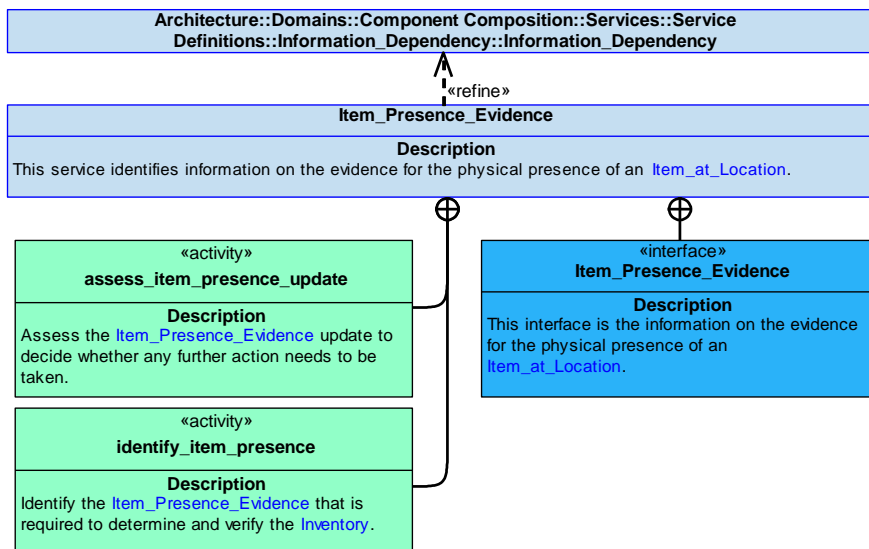 Architecture::Domains::Component Composition::Services::Service
Definitions::Information_Dependency::Information_Dependency
«refine»
Item_Presence_Evidence
Description
This service identifies information on the evidence for the physical presence of an Item_at_Location.
«activity»
assess_item_presence_update
Description
Assess the Item_Presence_Evidence update to
decide whether any further action needs to be
taken.
«interface»
Item_Presence_Evidence
Description
This interface is the information on the evidence
for the physical presence of an
Item_at_Location.
«activity»
identify_item_presence
Description
Identify the Item_Presence_Evidence that is
required to determine and verify the Inventory.